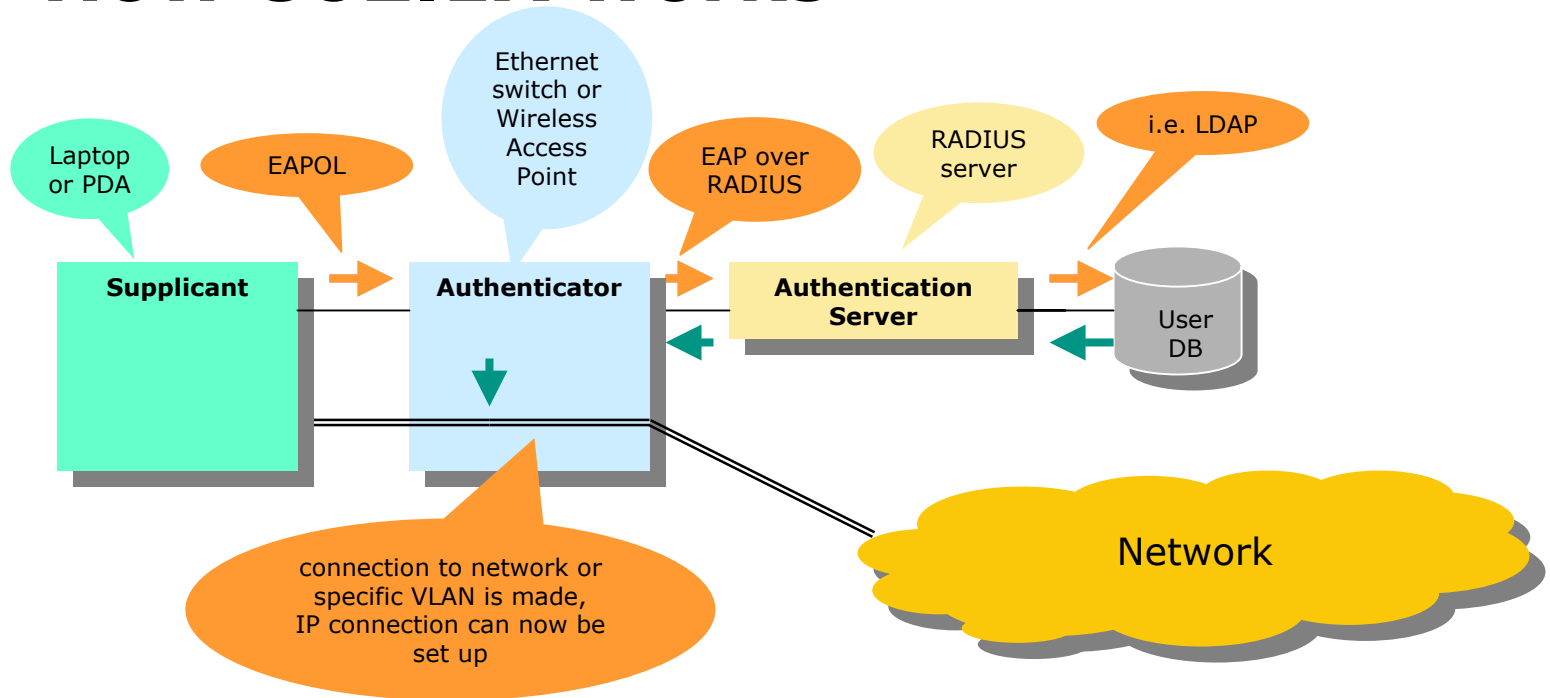 Ethernet
switch or
Wireless
Access
Point
Laptop
or PDA
EAPOL
EAP over
RADIUS
RADIUS
server
i.e. LDAP
Supplicant
Authenticator
Authentication
Server
User
DB
connection to network or
specific VLAN is made,
IP connection can now be
set up
Network